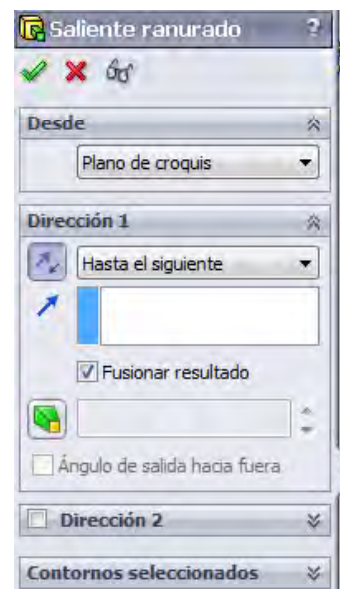 Saliente ranurado ?
Desde
Plano de croquis
Dirección 1
Hasta el siguiente
Fusionar resultado
Ángulo de salida hacia fuera
Dirección 2
Contornos seleccionados